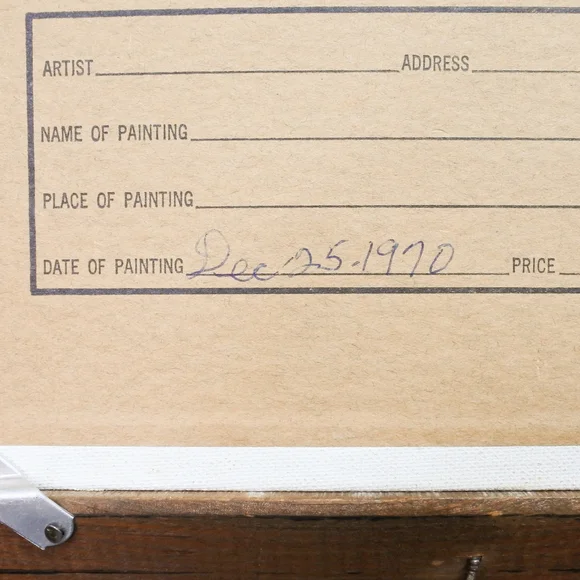 ARTIST ADDRESS
NAME OF PAINTING
PLACE OF PAINTING
DATE OF PAINTING Dec 25-1970 PRICE